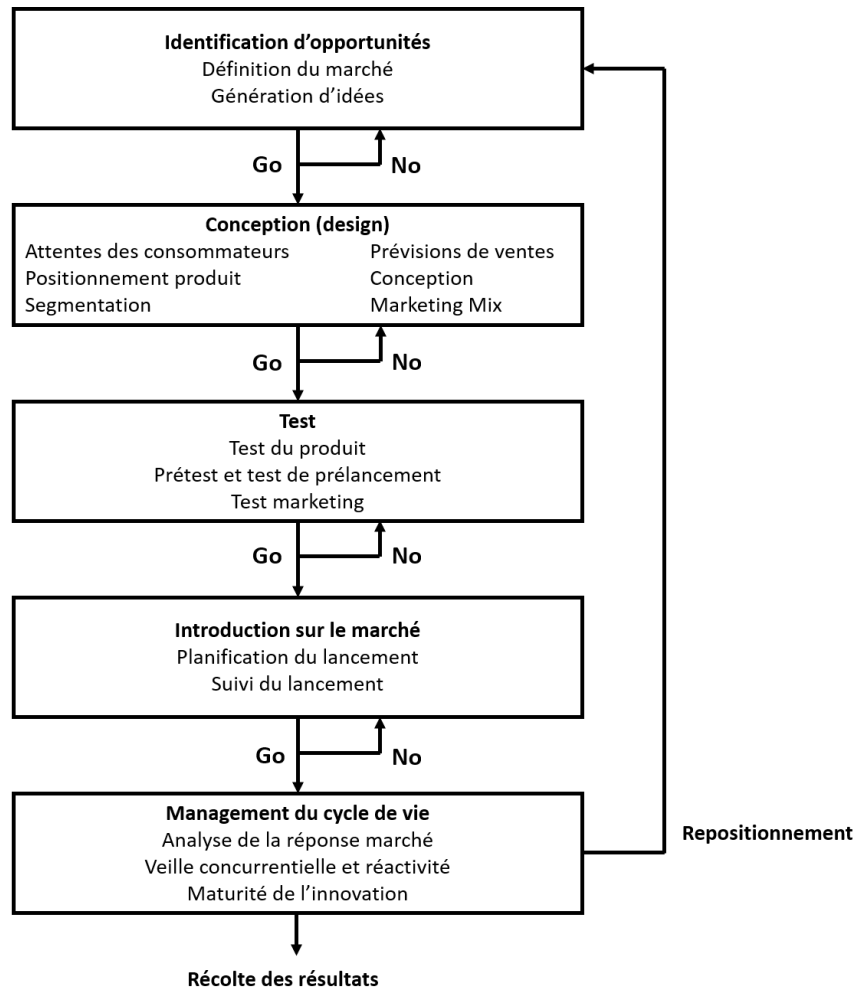 Identification d’opportunités
Définition du marché
Génération d’idées
Go
No
Conception (design)
Attentes des consommateurs
Prévisions de ventes
Positionnement produit
Conception
Segmentation
Marketing Mix
Go
No
Test
Test du produit
Prétest et test de prélancement
Test marketing
Go
No
Introduction sur le marché
Planification du lancement
Suivi du lancement
Go
No
Management du cycle de vie
Analyse de la réponse marché
Veille concurrentielle et réactivité
Maturité de l’innovation
Repositionnement
Récolte des résultats